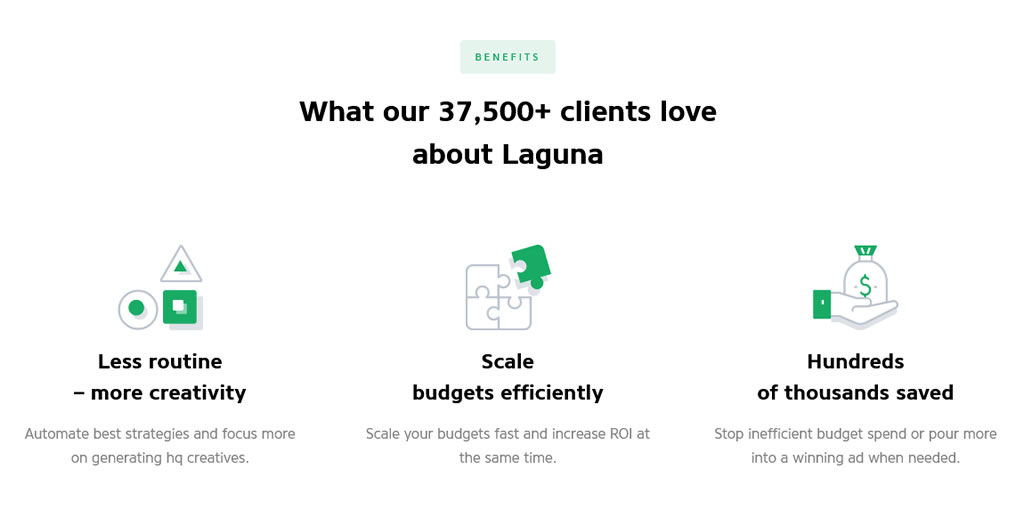 BENEFITS
What our 37,500+ clients love
about Laguna
$
Less routine
– more creativity
Automate best strategies and focus more
on generating hq creatives.
Scale
budgets efficiently
Scale your budgets fast and increase ROI at
the same time.
Hundreds
of thousands saved
Stop inefficient budget spend or pour more
into a winning ad when needed.